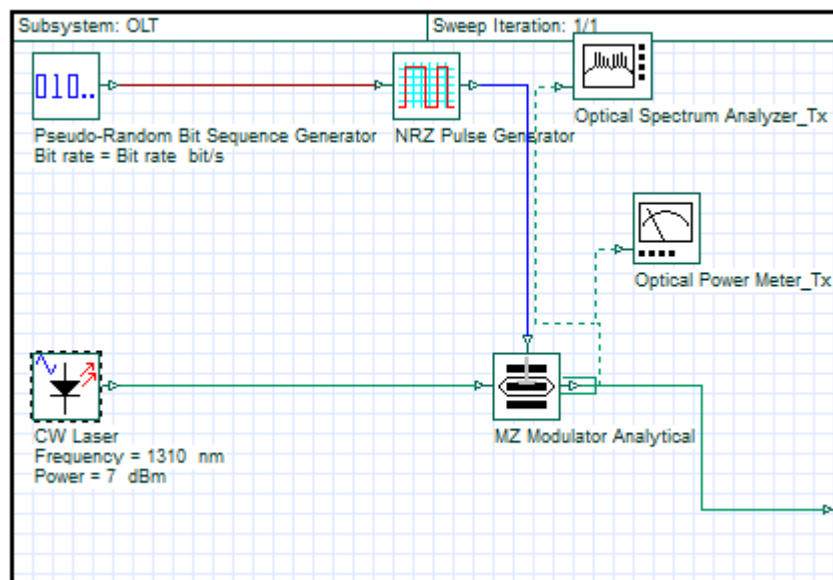 Subsystem: OLT
Sweep Iteration: 1/1
010..
Pseudo-Random Bit Sequence Generator
Bit rate = Bit rate bit/s
NRZ Pulse Generator
Optical Spectrum Analyzer_Tx
Optical Power Meter_Tx
CW Laser
Frequency = 1310 nm
Power = 7 dBm
MZ Modulator Analytical